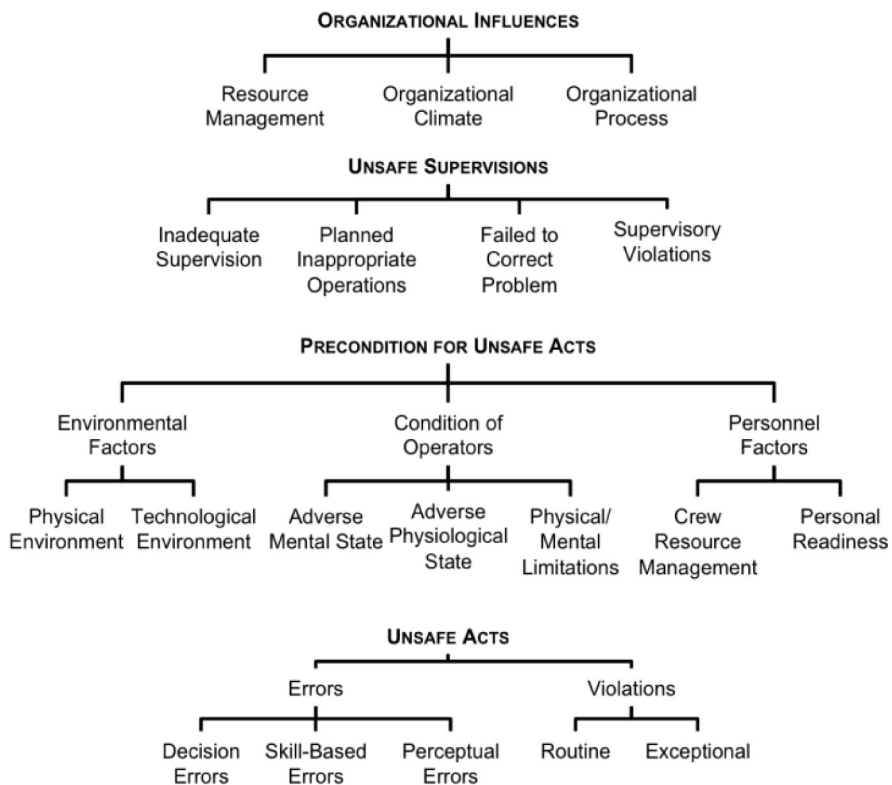 ORGANIZATIONAL INFLUENCES
Resource
Management
Organizational
Climate
Organizational
Process
UNSAFE SUPERVISIONS
Inadequate
Supervision
Planned
Inappropriate
Operations
Failed to
Correct
Problem
Supervisory
Violations
PRECONDITION FOR UNSAFE ACTS
Environmental
Factors
Condition of
Operators
Personnel
Factors
Physical
Environment
Technological
Environment
Adverse
Mental State
Adverse
Physiological
State
Physical/
Mental
Limitations
Crew
Resource
Management
Personal
Readiness
UNSAFE ACTS
Errors
Violations
Decision
Errors
Skill-Based
Errors
Perceptual
Errors
Routine
Exceptional